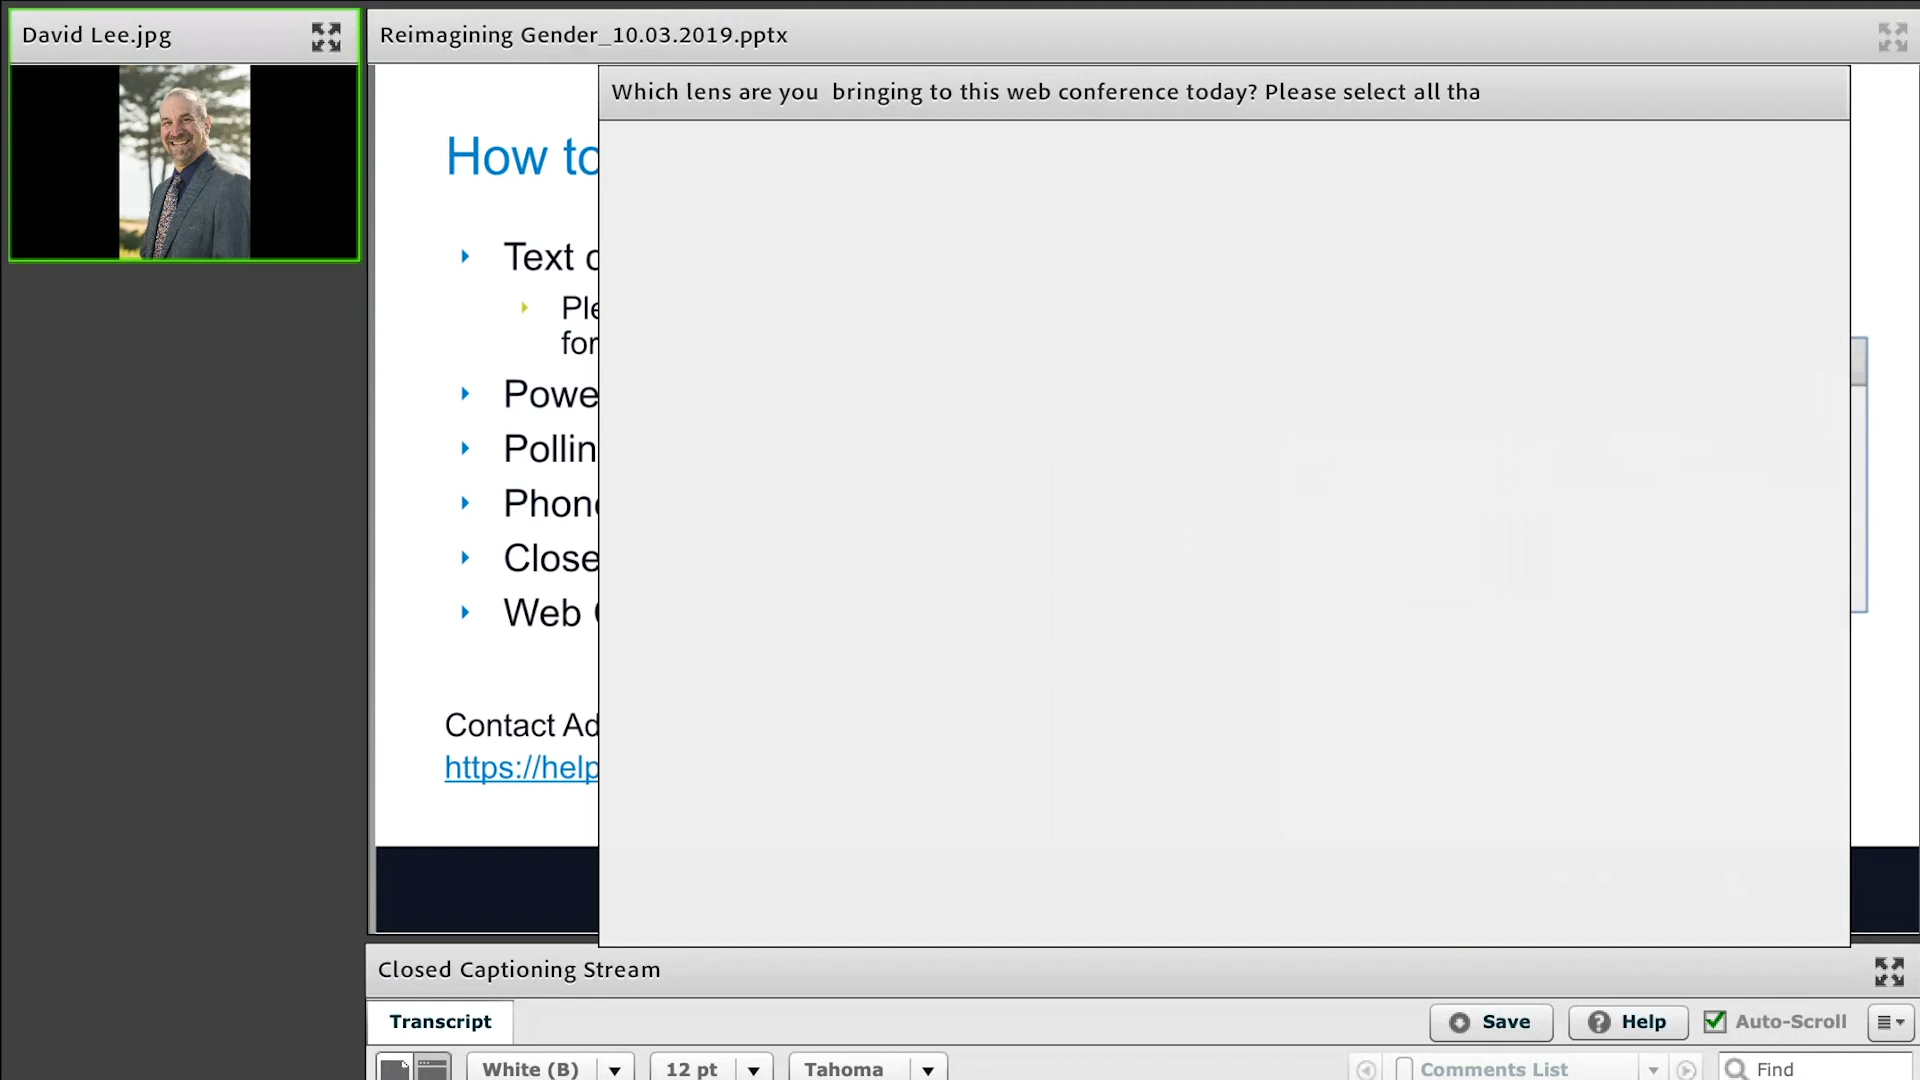 David Lee.jpg
Reimagining Gender_10.03.2019.pptx
Which lens are you  bringing to this web conference today? Please select all tha
How to
Text
Ple
for
Powe
Pollin
Phone
Close
Web
Contact Ad
https://help
Closed Captioning Stream
Transcript
Save
Help
Auto-Scroll
White (B)
12 pt
Tahoma
Comments List
Find